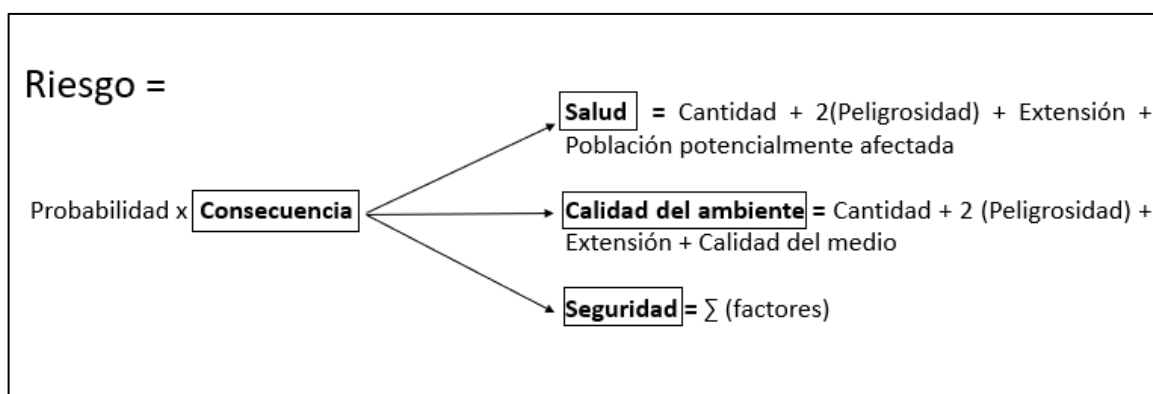 Riesgo =
Salud = Cantidad + 2(Peligrosidad) + Extensión +
Población potencialmente afectada
Probabilidad x Consecuencia
Calidad del ambiente = Cantidad + 2 (Peligrosidad) +
Extensión + Calidad del medio
Seguridad = ∑ (factores)